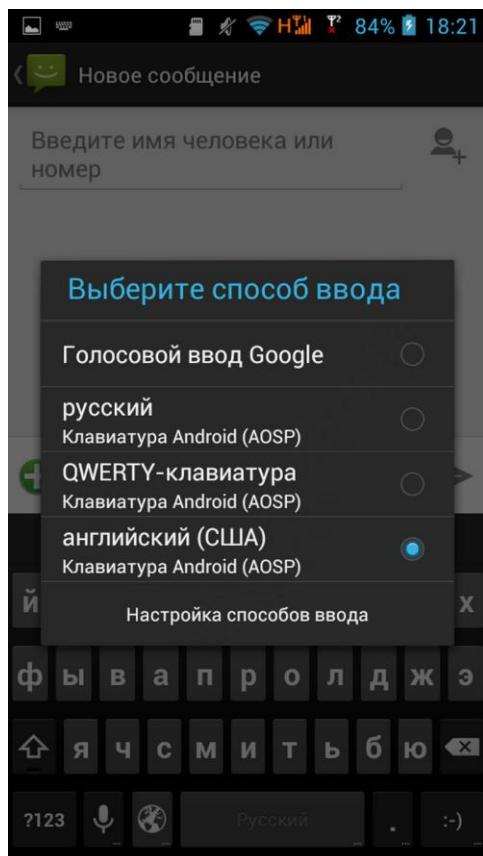 H 84% 18:21
Новое сообщение
Введите имя человека или
номер
Выберите способ ввода
Голосовой ввод Google
русский
Клавиатура Android (AOSP)
QWERTY-клавиатура
Клавиатура Android (AOSP)
английский (США)
Клавиатура Android (AOSP)
Настройка способов ввода
й х
ф ы в а п р о л д ж э
я ч с м и т ь б ю
?123 Русский . :-)